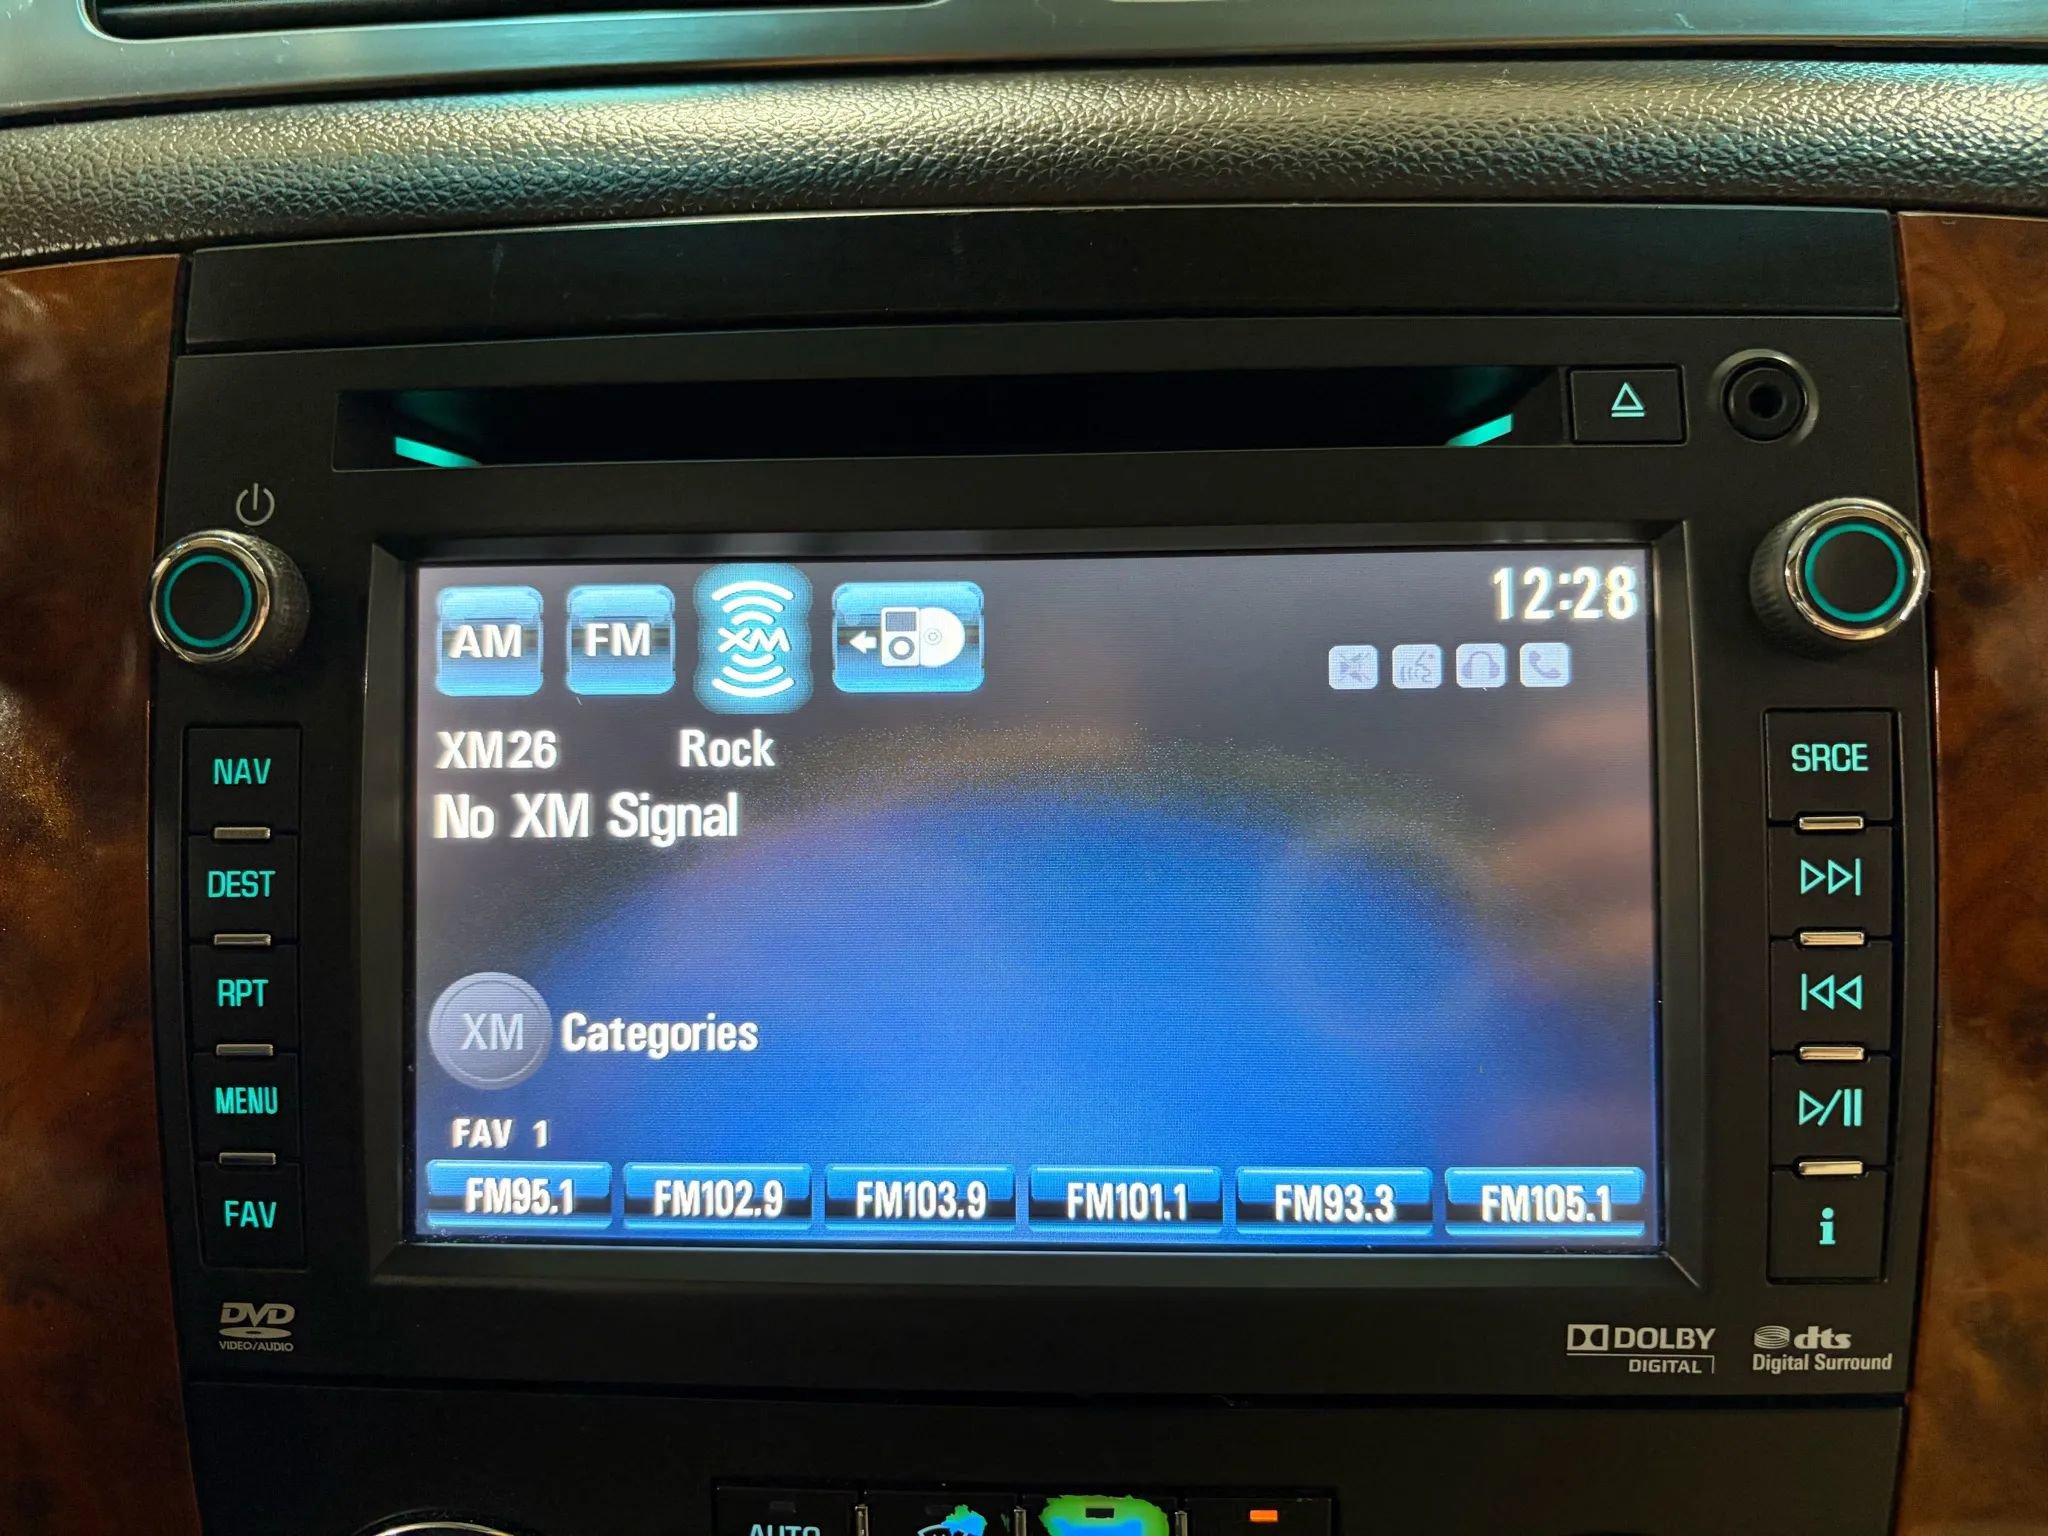 AM
FM
XM
12:28
XM26 Rock
No XM Signal
XM Categories
FAV 1
FM95.1 FM102.9 FM103.9 FM101.1 FM93.3 FM105.1
NAV
DEST
RPT
MENU
FAV
SRCE
i
DVD
VIDEO/AUDIO
DOLBY
DIGITAL
dts
Digital Surround
AUTO